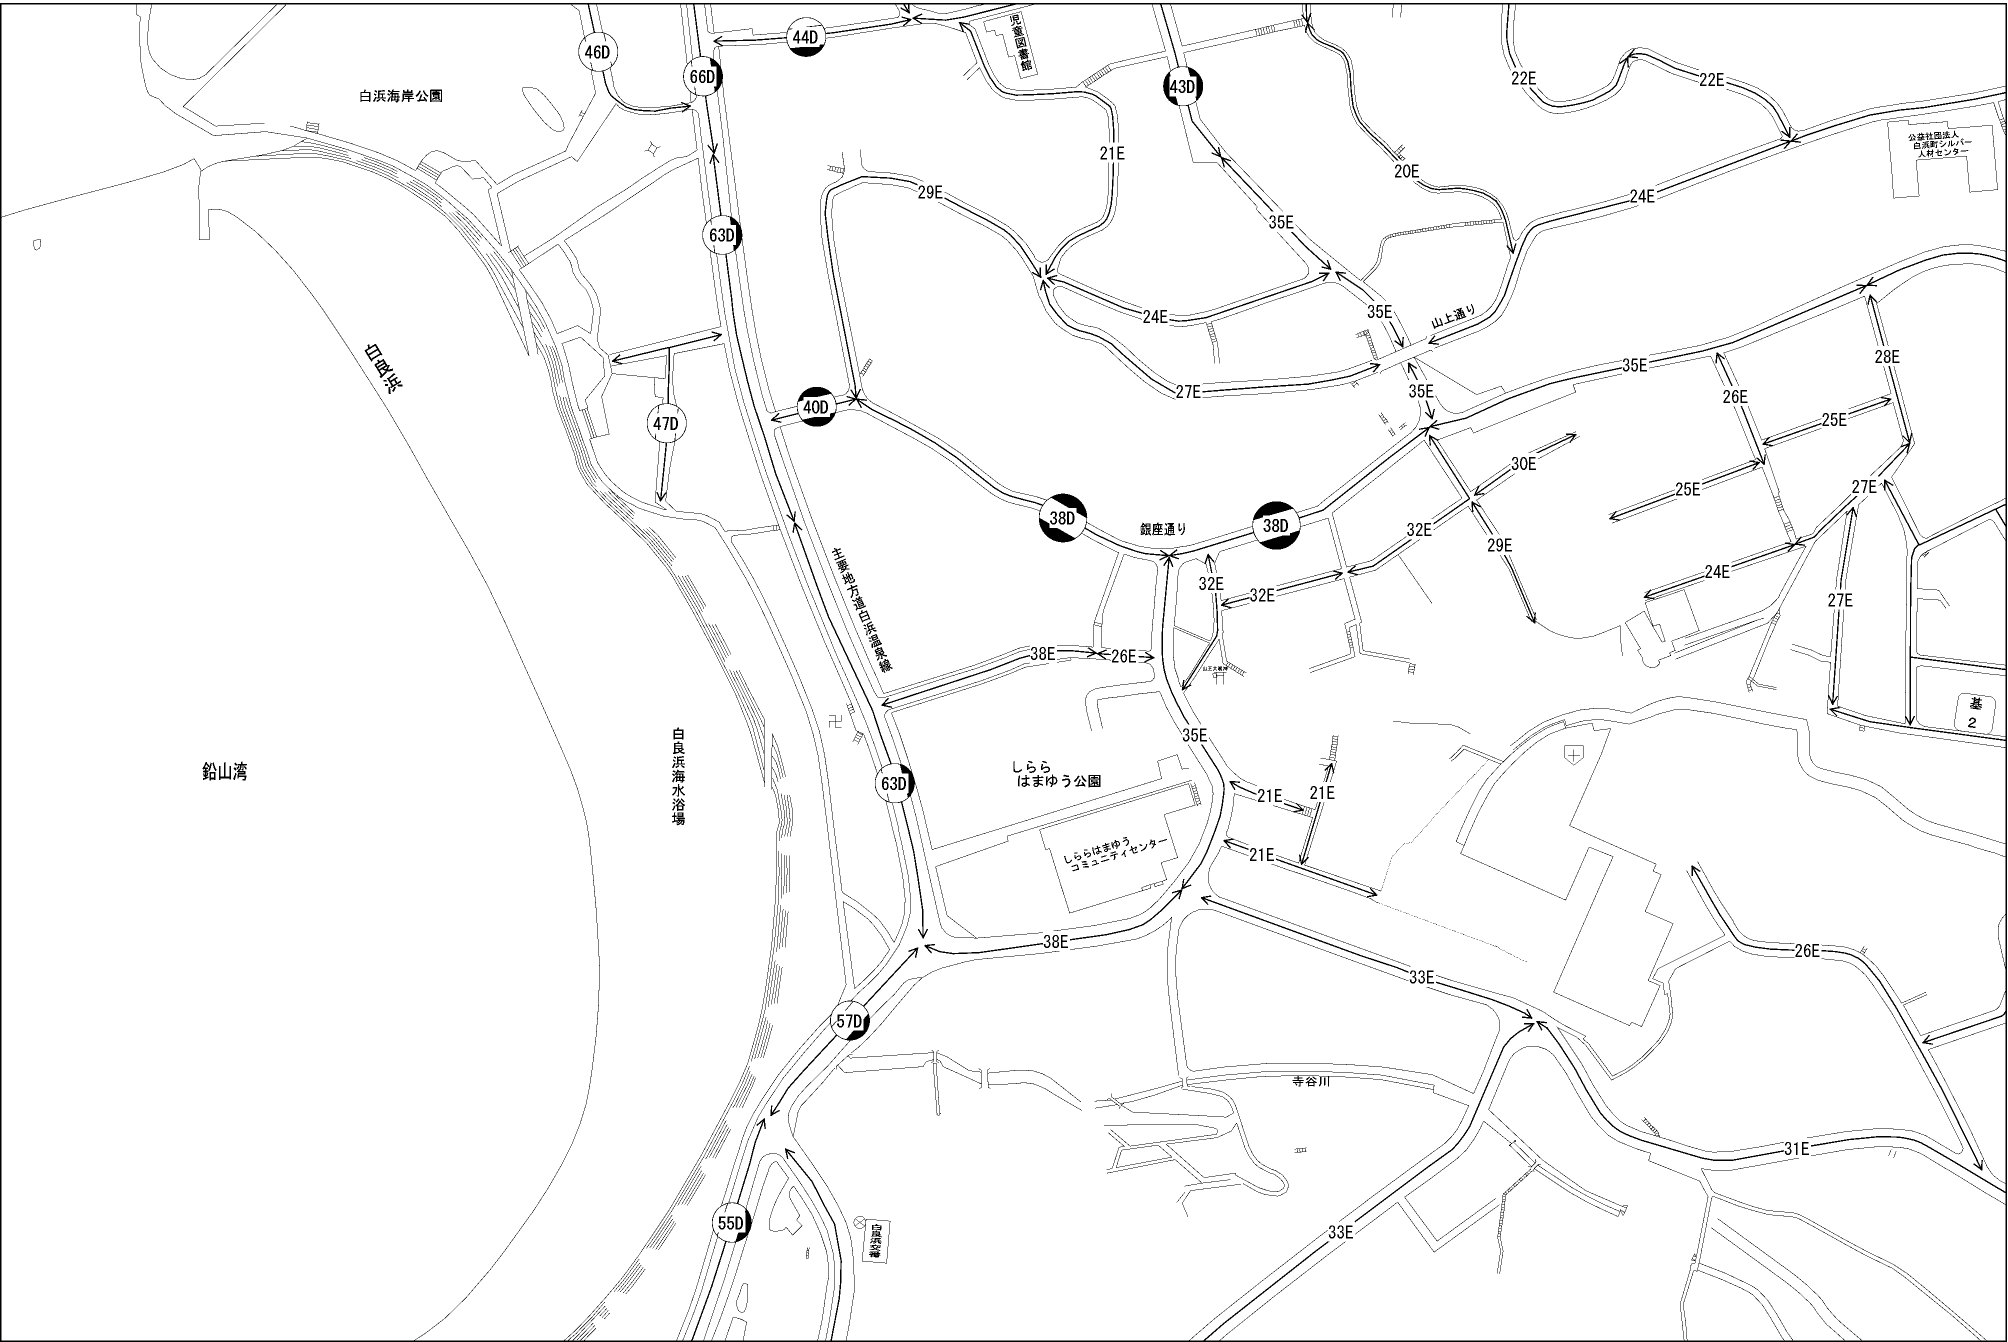 46D
66D
44D
児童図書館
43D
22E
22E
白浜海岸公園
21E
20E
公益社団法人
白浜町シルバー
人材センター
29E
24E
63D
35E
24E
35E
山上通り
白良浜
27E
35E
35E
28E
26E
40D
47D
25E
30E
25E
27E
38D
銀座通り
38D
32E
29E
主要地方道白浜温泉線
32E
32E
24E
27E
38E
26E
山王大権神
35E
基
2
白良浜海水浴場
鉛山湾
63D
しらら
はまゆう公園
21E
21E
しららはまゆう
コミュニティセンター
21E
38E
33E
26E
57D
寺谷川
31E
55D
白良浜交番
33E